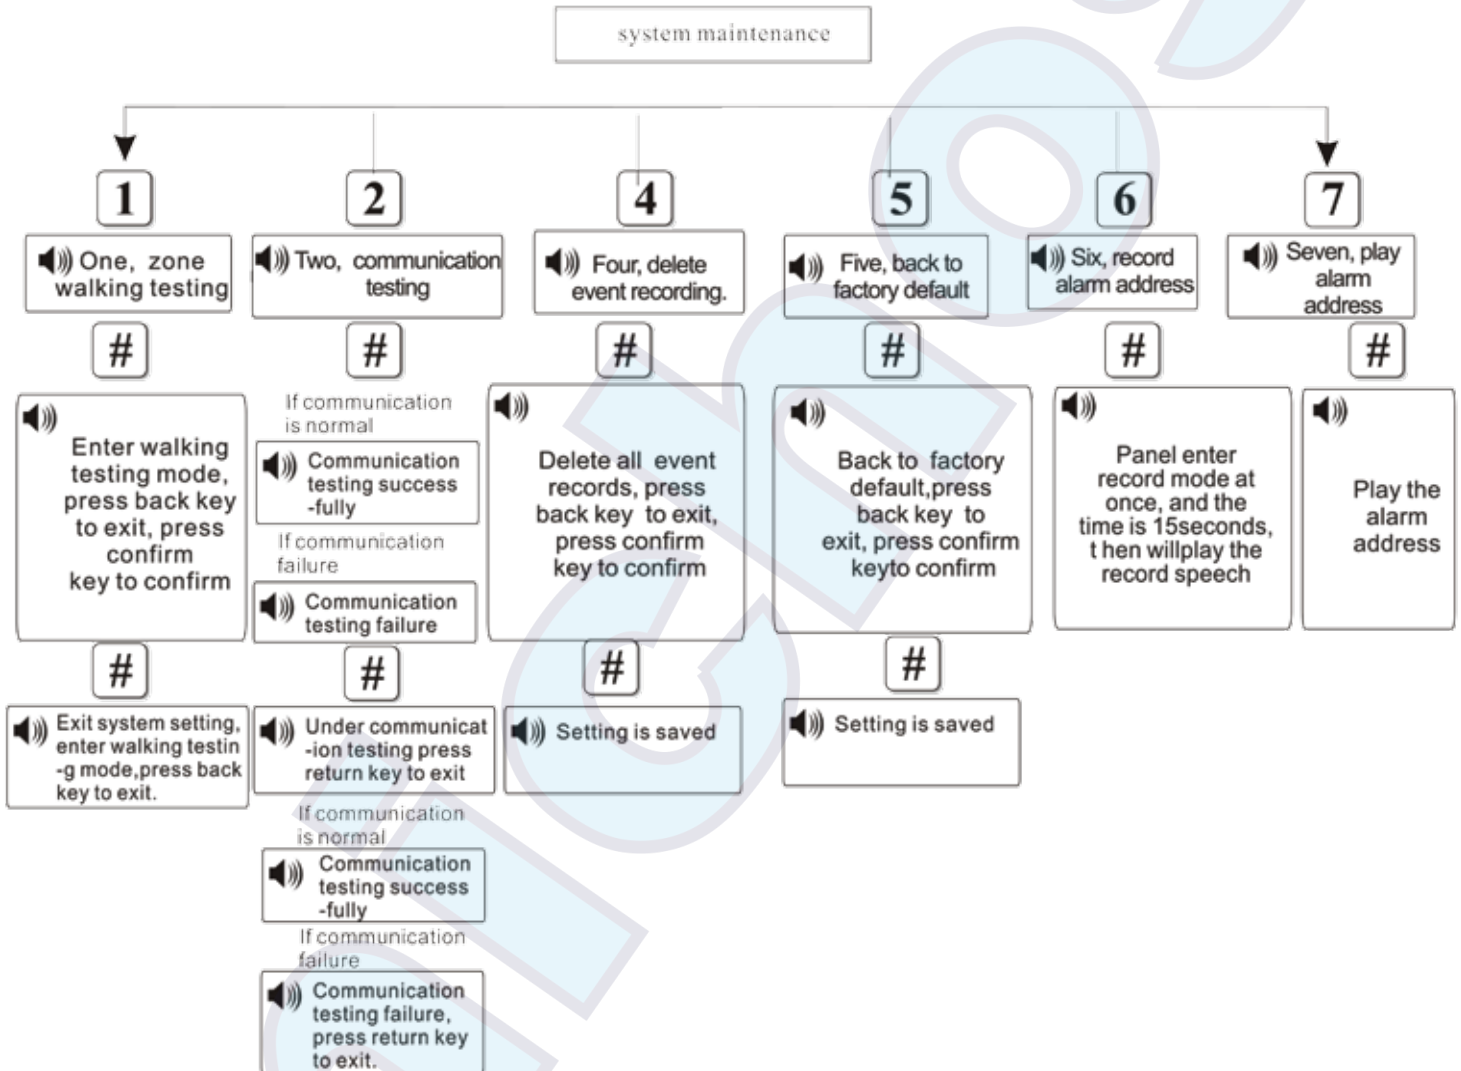 system maintenance
1
2
4
5
6
7
One, zone
walking testing
Two, communication
testing
Four, delete
event recording.
Five, back to
factory default
Six, record
alarm address
Seven, play
alarm
address
#
#
#
#
#
#
Enter walking
testing mode,
press back key
to exit, press
confirm
key to confirm
If communication
is normal
Communication
testing success
-fully
If communication
failure
Communication
testing failure
Delete all event
records, press
back key to exit,
press confirm
key to confirm
Back to factory
default,press
back key to
exit, press confirm
keyto confirm
Panel enter
record mode at
once, and the
time is 15seconds,
t hen willplay the
record speech
Play the
alarm
address
#
#
#
#
Exit system setting,
enter walking testin
-g mode,press back
key to exit.
Under communicat
-ion testing press
return key to exit
Setting is saved
Setting is saved
If communication
is normal
Communication
testing success
-fully
If communication
failure
Communication
testing failure,
press return key
to exit.